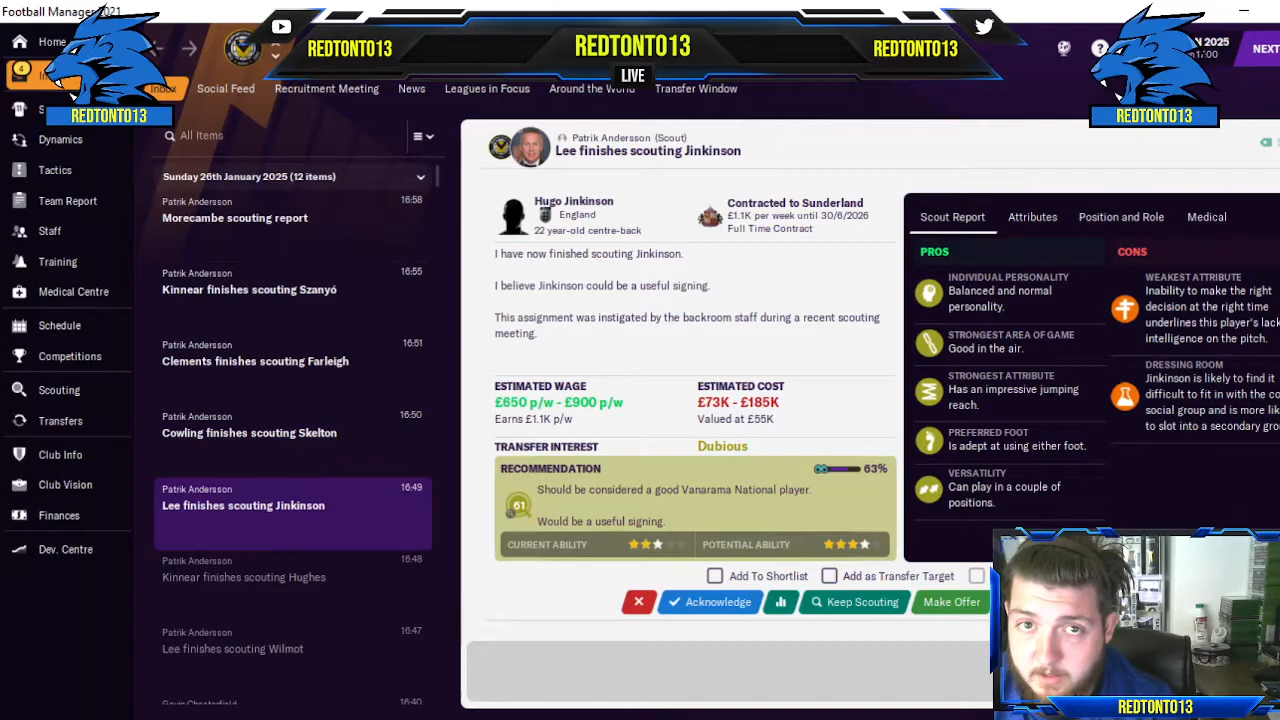 Football Manager 2021
REDTONTO13
REDTONTO13
REDTONTO13
LIVE
REDTONTO13
REDTONTO13
Home
4
2025
17:00
NEXT
Inbox
Social Feed
Recruitment Meeting
News
Leagues in Focus
Around the World
Transfer Window
Dynamics
Tactics
Team Report
Staff
Training
Medical Centre
Schedule
Competitions
Scouting
Transfers
Club Info
Club Vision
Finances
Dev. Centre
All Items
Sunday 26th January 2025 (12 items)
Patrik Andersson
16:58
Morecambe scouting report
Patrik Andersson
16:55
Kinnear finishes scouting Szanyó
Patrik Andersson
16:51
Clements finishes scouting Farleigh
Patrik Andersson
16:50
Cowling finishes scouting Skelton
Patrik Andersson
16:49
Lee finishes scouting Jinkinson
Patrik Andersson
16:48
Kinnear finishes scouting Hughes
Patrik Andersson
16:47
Lee finishes scouting Wilmot
Gavin Chesterfield
16:40
Patrik Andersson (Scout)
Lee finishes scouting Jinkinson
Hugo Jinkinson
England
22 year-old centre-back
Contracted to Sunderland
£1.1K per week until 30/6/2026
Full Time Contract
I have now finished scouting Jinkinson.
I believe Jinkinson could be a useful signing.
This assignment was instigated by the backroom staff during a recent scouting
meeting.
ESTIMATED WAGE
£650 p/w - £900 p/w
Earns £1.1K p/w
ESTIMATED COST
£73K - £185K
Valued at £55K
TRANSFER INTEREST
Dubious
RECOMMENDATION
63%
61
Should be considered a good Vanarama National player.
Would be a useful signing.
CURRENT ABILITY
POTENTIAL ABILITY
Add To Shortlist
Add as Transfer Target
Acknowledge
Keep Scouting
Make Offer
Scout Report
Attributes
Position and Role
Medical
PROS
INDIVIDUAL PERSONALITY
Balanced and normal
personality.
STRONGEST AREA OF GAME
Good in the air.
STRONGEST ATTRIBUTE
Has an impressive jumping
reach.
PREFERRED FOOT
Is adept at using either foot.
VERSATILITY
Can play in a couple of
positions.
CONS
WEAKEST ATTRIBUTE
Inability to make the right
decision at the right time
underlines this player's lack
intelligence on the pitch.
DRESSING ROOM
Jinkinson is likely to find it
difficult to fit in with the cor
social group and is more lik
to slot into a secondary gro
REDTONTO13